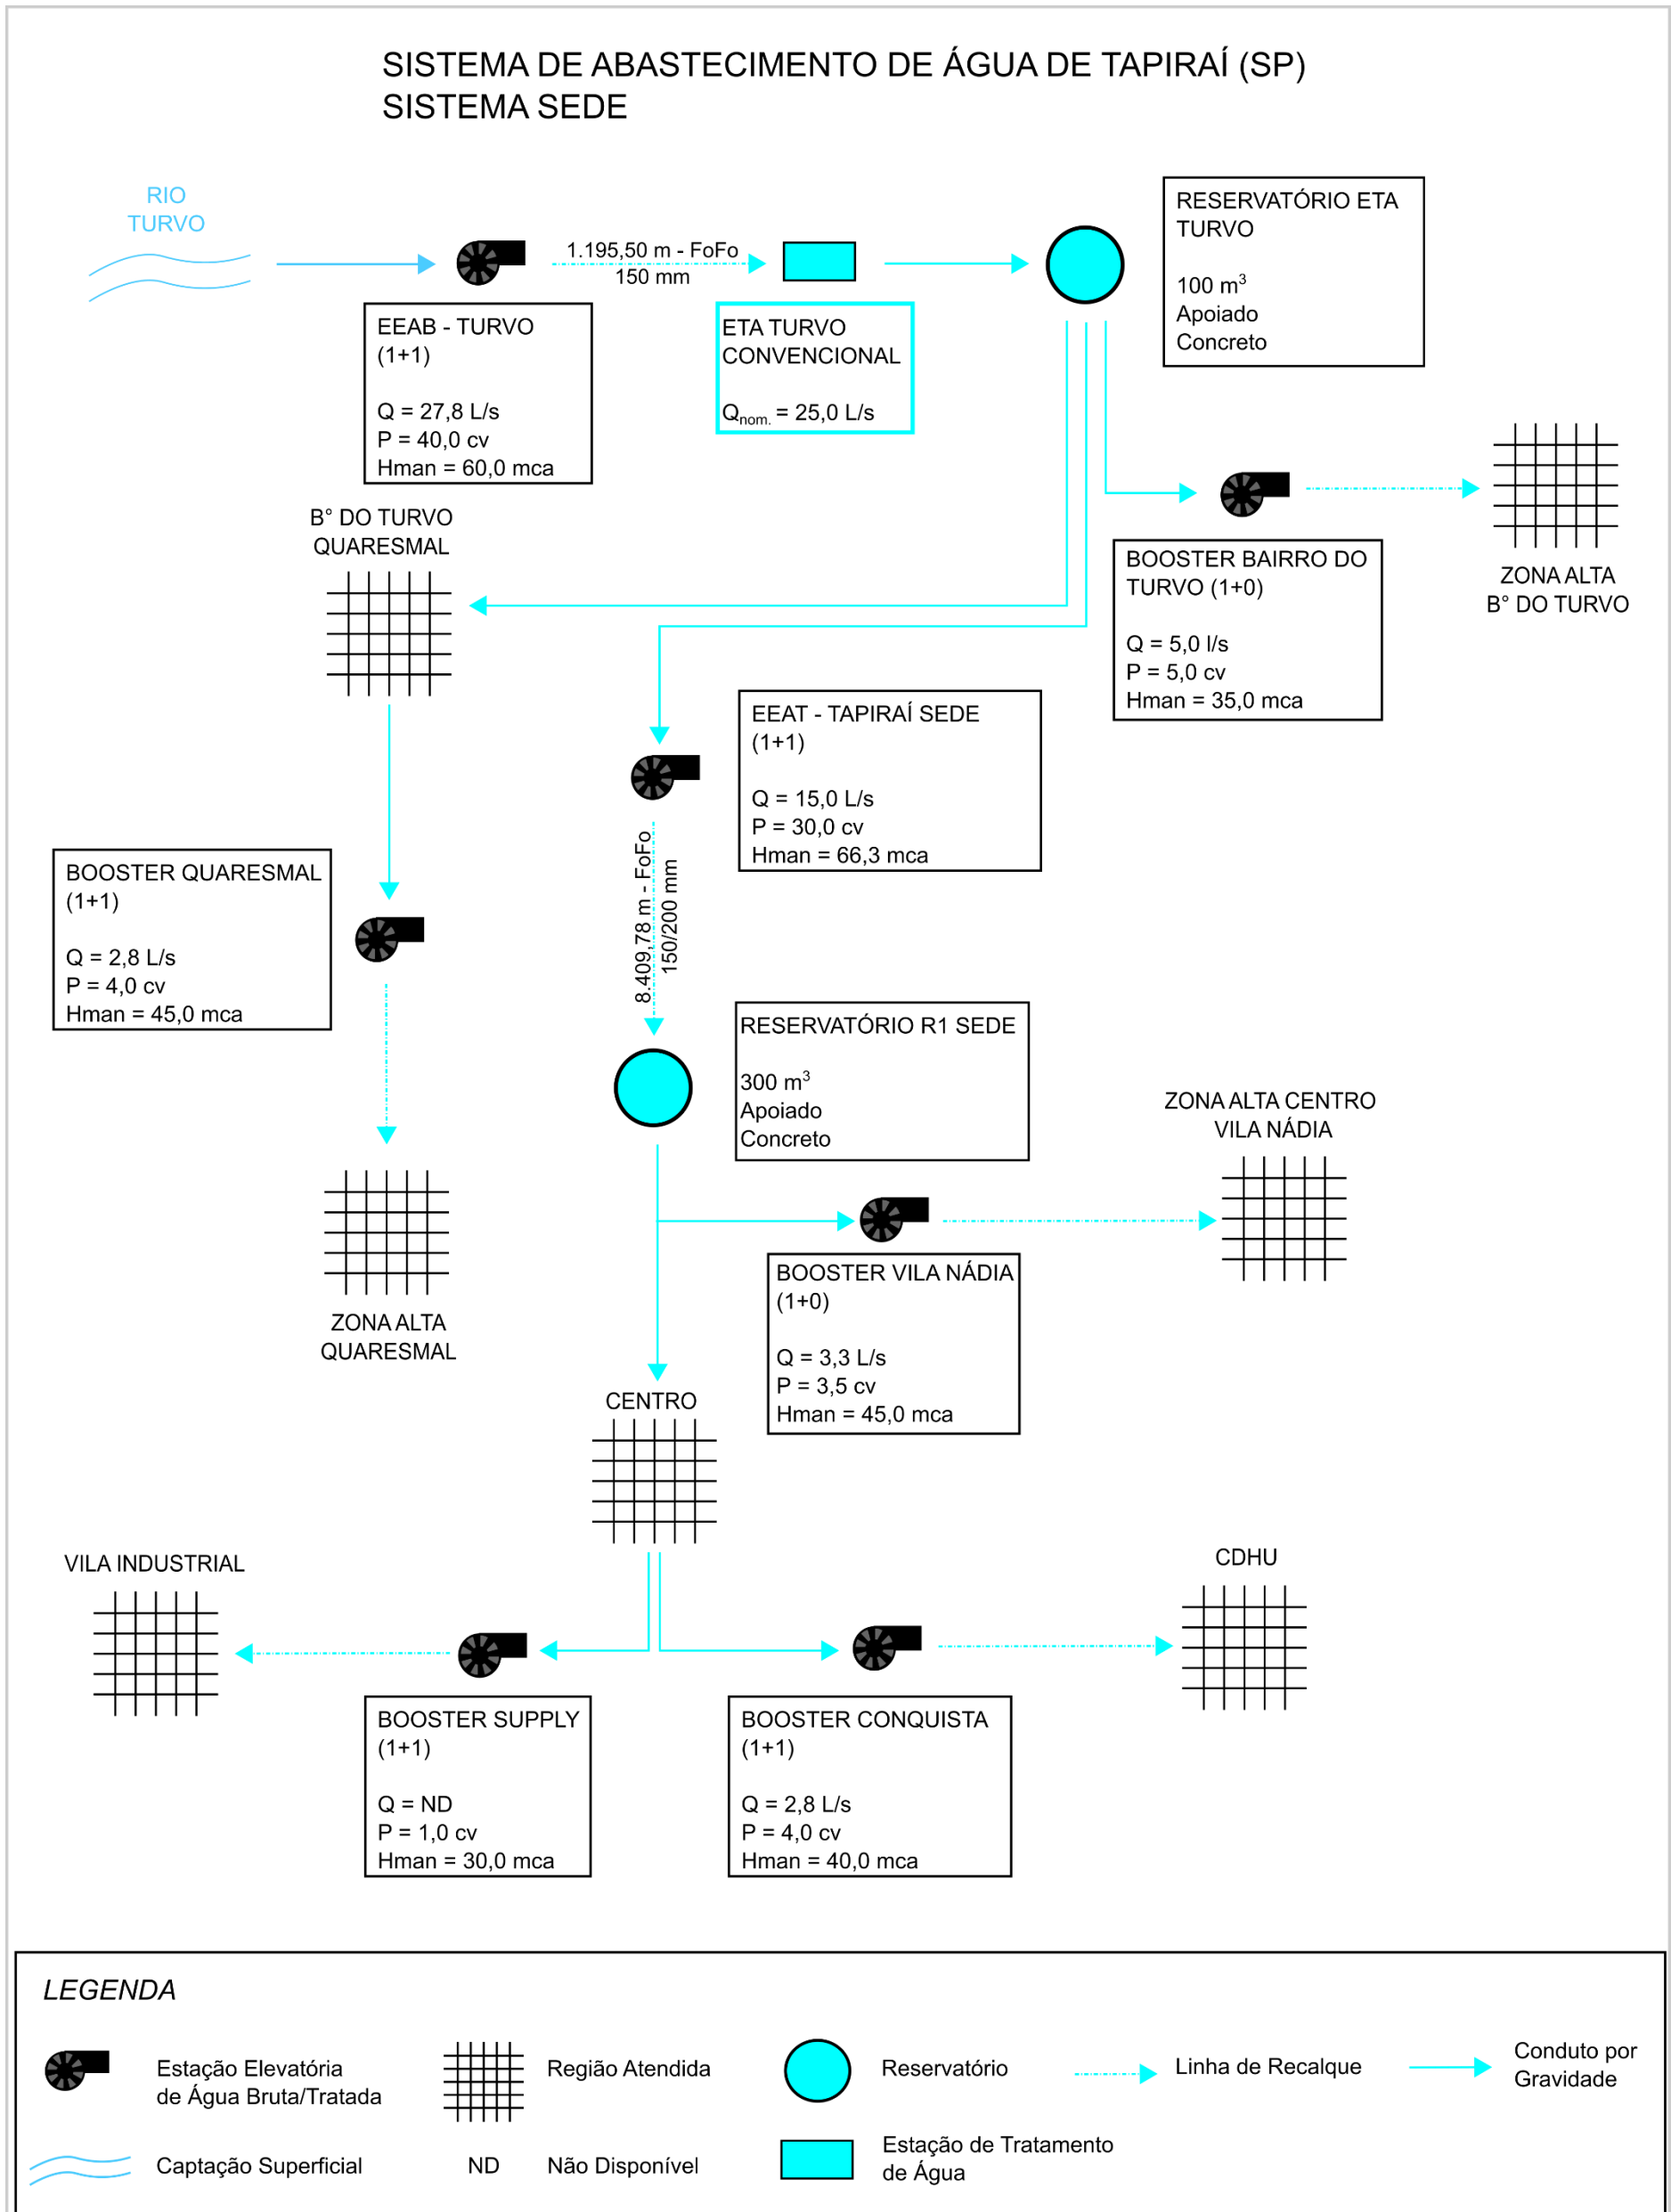 SISTEMA DE ABASTECIMENTO DE ÁGUA DE TAPIRAÍ (SP)
SISTEMA SEDE
RIO
TURVO
1.195,50 m - FoFo
150 mm
EEAB - TURVO
(1+1)
Q = 27,8 L/s
P = 40,0 cv
Hman = 60,0 mca
ETA TURVO
CONVENCIONAL
Qnom. = 25,0 L/s
RESERVATÓRIO ETA
TURVO
100 m³
Apoiado
Concreto
B° DO TURVO
QUARESMAL
BOOSTER BAIRRO DO
TURVO (1+0)
Q = 5,0 l/s
P = 5,0 cv
Hman = 35,0 mca
ZONA ALTA
B° DO TURVO
EEAT - TAPIRAÍ SEDE
(1+1)
Q = 15,0 L/s
P = 30,0 cv
Hman = 66,3 mca
8.409,78 m - FoFo
150/200 mm
BOOSTER QUARESMAL
(1+1)
Q = 2,8 L/s
P = 4,0 cv
Hman = 45,0 mca
RESERVATÓRIO R1 SEDE
300 m³
Apoiado
Concreto
ZONA ALTA CENTRO
VILA NÁDIA
BOOSTER VILA NÁDIA
(1+0)
Q = 3,3 L/s
P = 3,5 cv
Hman = 45,0 mca
ZONA ALTA
QUARESMAL
CENTRO
VILA INDUSTRIAL
CDHU
BOOSTER SUPPLY
(1+1)
Q = ND
P = 1,0 cv
Hman = 30,0 mca
BOOSTER CONQUISTA
(1+1)
Q = 2,8 L/s
P = 4,0 cv
Hman = 40,0 mca
LEGENDA
Estação Elevatória
de Água Bruta/Tratada
Região Atendida
Reservatório
Linha de Recalque
Conduto por
Gravidade
Captação Superficial
ND
Não Disponível
Estação de Tratamento
de Água